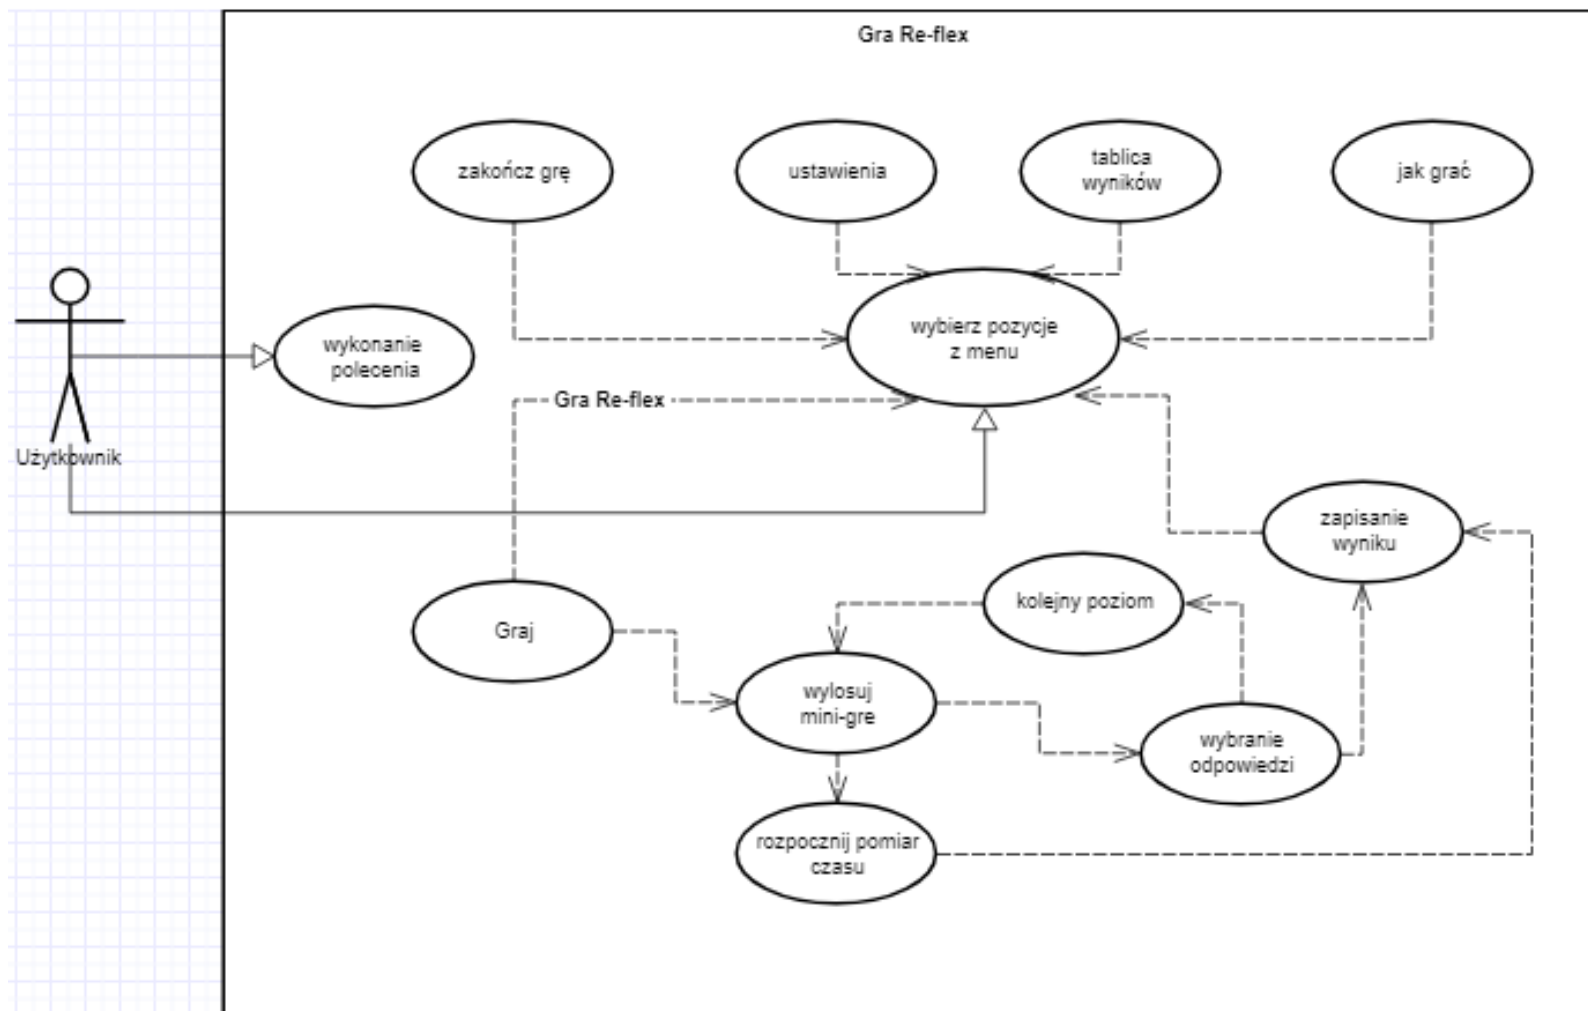 Gra Re-flex
zakończ grę
ustawienia
tablica
wyników
jak grać
wybierz pozycje
z menu
wykonanie
polecenia
Gra Re-flex
Użytkownik
zapisanie
wyniku
kolejny poziom
Graj
wylosuj
mini-gre
wybranie
odpowiedzi
rozpocznij pomiar
czasu